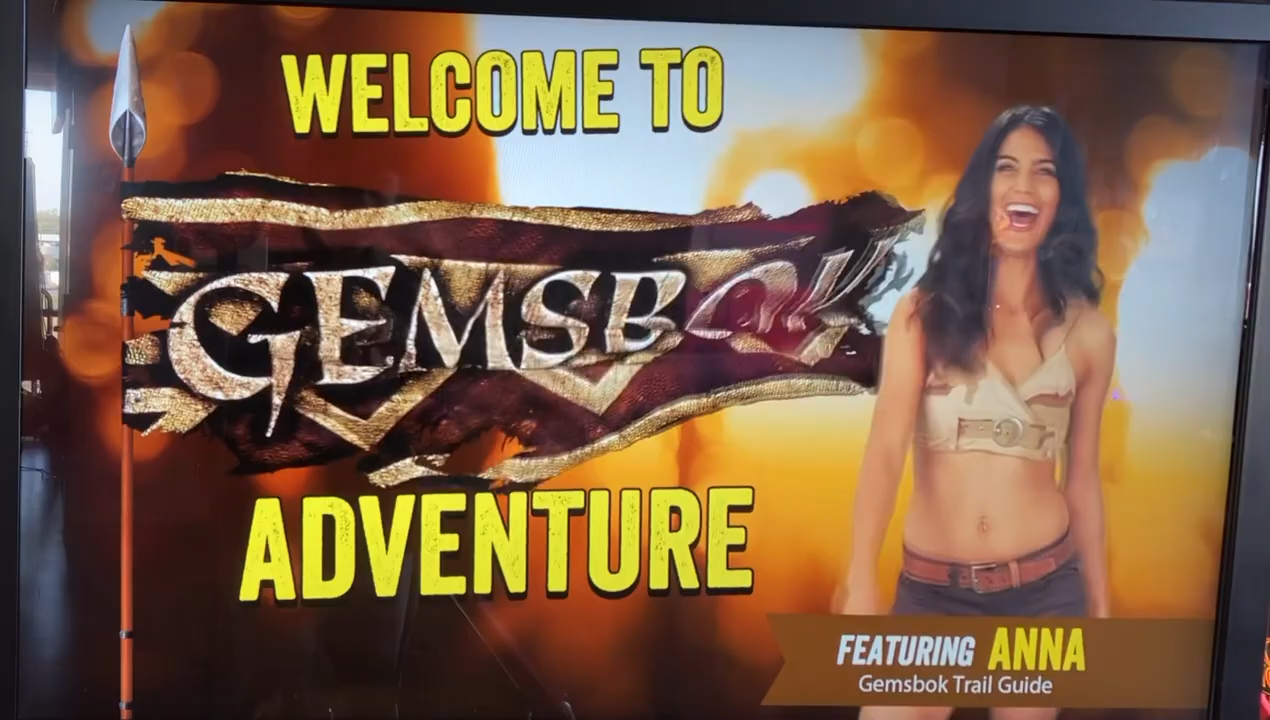 WELCOME TO
GEMSBOK
ADVENTURE
FEATURING ANNA
Gemsbok Trail Guide